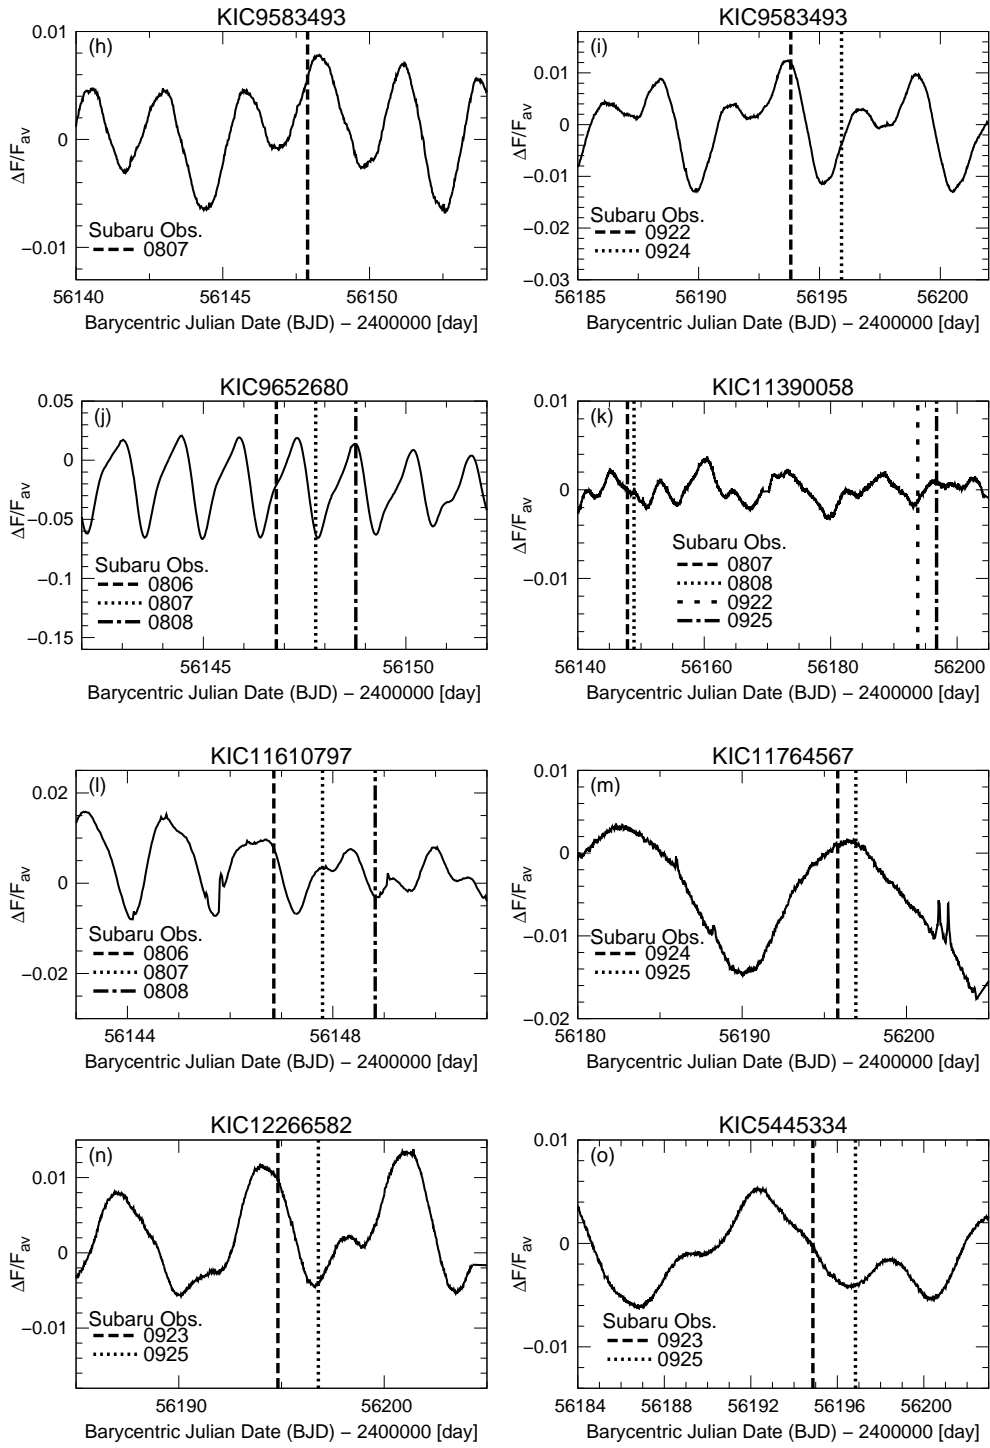 KIC9583493
(h)
0.01
0
−0.01
ΔF/Fav
Subaru Obs.
0807
56140 56145 56150
Barycentric Julian Date (BJD) − 2400000 [day]
KIC9583493
(i)
0.01
0
−0.01
−0.02
−0.03
ΔF/Fav
Subaru Obs.
0922
0924
56185 56190 56195 56200
Barycentric Julian Date (BJD) − 2400000 [day]
KIC9652680
(j)
0.05
0
−0.05
−0.1
−0.15
ΔF/Fav
Subaru Obs.
0806
0807
0808
56145 56150
Barycentric Julian Date (BJD) − 2400000 [day]
KIC11390058
(k)
0.01
0
−0.01
ΔF/Fav
Subaru Obs.
0807
0808
0922
0925
56140 56160 56180 56200
Barycentric Julian Date (BJD) − 2400000 [day]
KIC11610797
(l)
0.02
0
−0.02
ΔF/Fav
Subaru Obs.
0806
0807
0808
56144 56148
Barycentric Julian Date (BJD) − 2400000 [day]
KIC11764567
(m)
0.01
0
−0.01
−0.02
ΔF/Fav
Subaru Obs.
0924
0925
56180 56190 56200
Barycentric Julian Date (BJD) − 2400000 [day]
KIC12266582
(n)
0.01
0
−0.01
ΔF/Fav
Subaru Obs.
0923
0925
56190 56200
Barycentric Julian Date (BJD) − 2400000 [day]
KIC5445334
(o)
0.01
0
−0.01
ΔF/Fav
Subaru Obs.
0923
0925
56184 56188 56192 56196 56200
Barycentric Julian Date (BJD) − 2400000 [day]